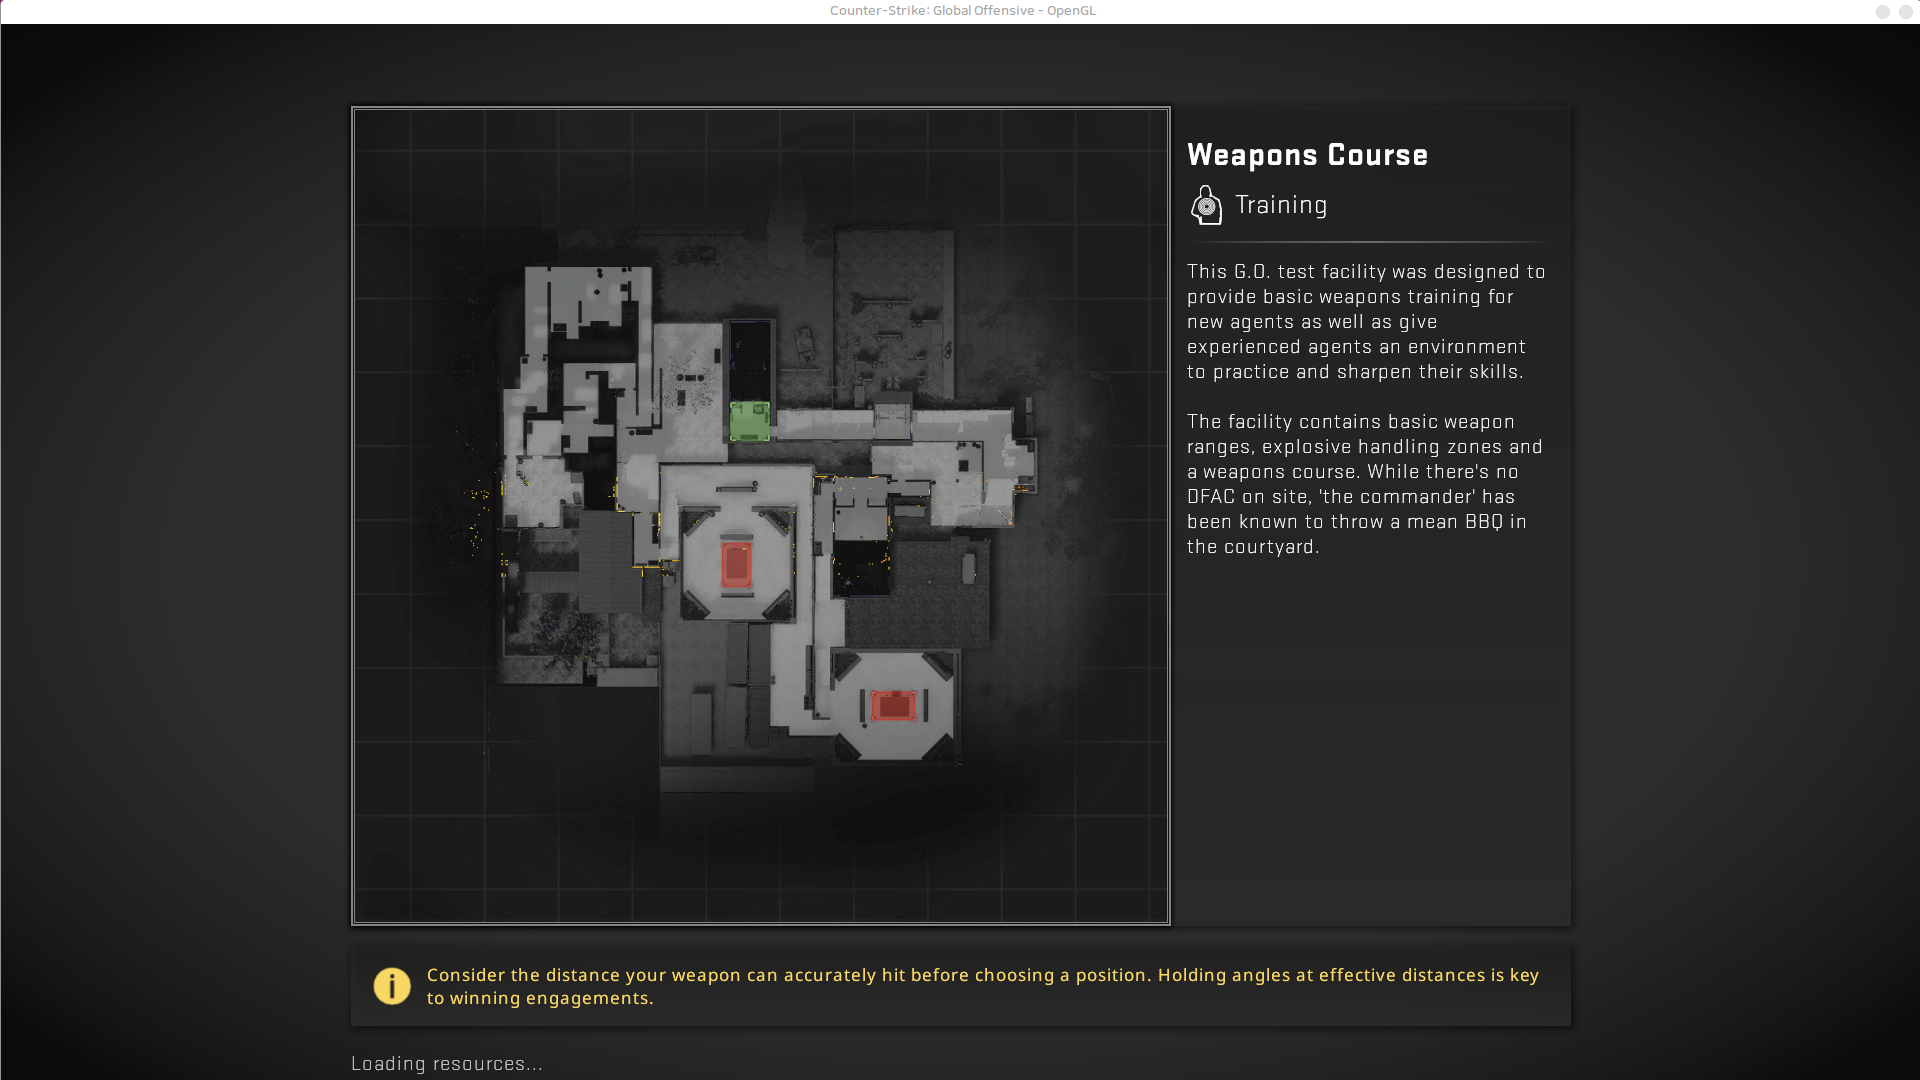 Counter-Strike: Global Offensive - OpenGL
Weapons Course
Training
This G.O. test facility was designed to
provide basic weapons training for
new agents as well as give
experienced agents an environment
to practice and sharpen their skills.
The facility contains basic weapon
ranges, explosive handling zones and
a weapons course. While there's no
DFAC on site, 'the commander' has
been known to throw a mean BBQ in
the courtyard.
Consider the distance your weapon can accurately hit before choosing a position. Holding angles at effective distances is key
to winning engagements.
Loading resources...